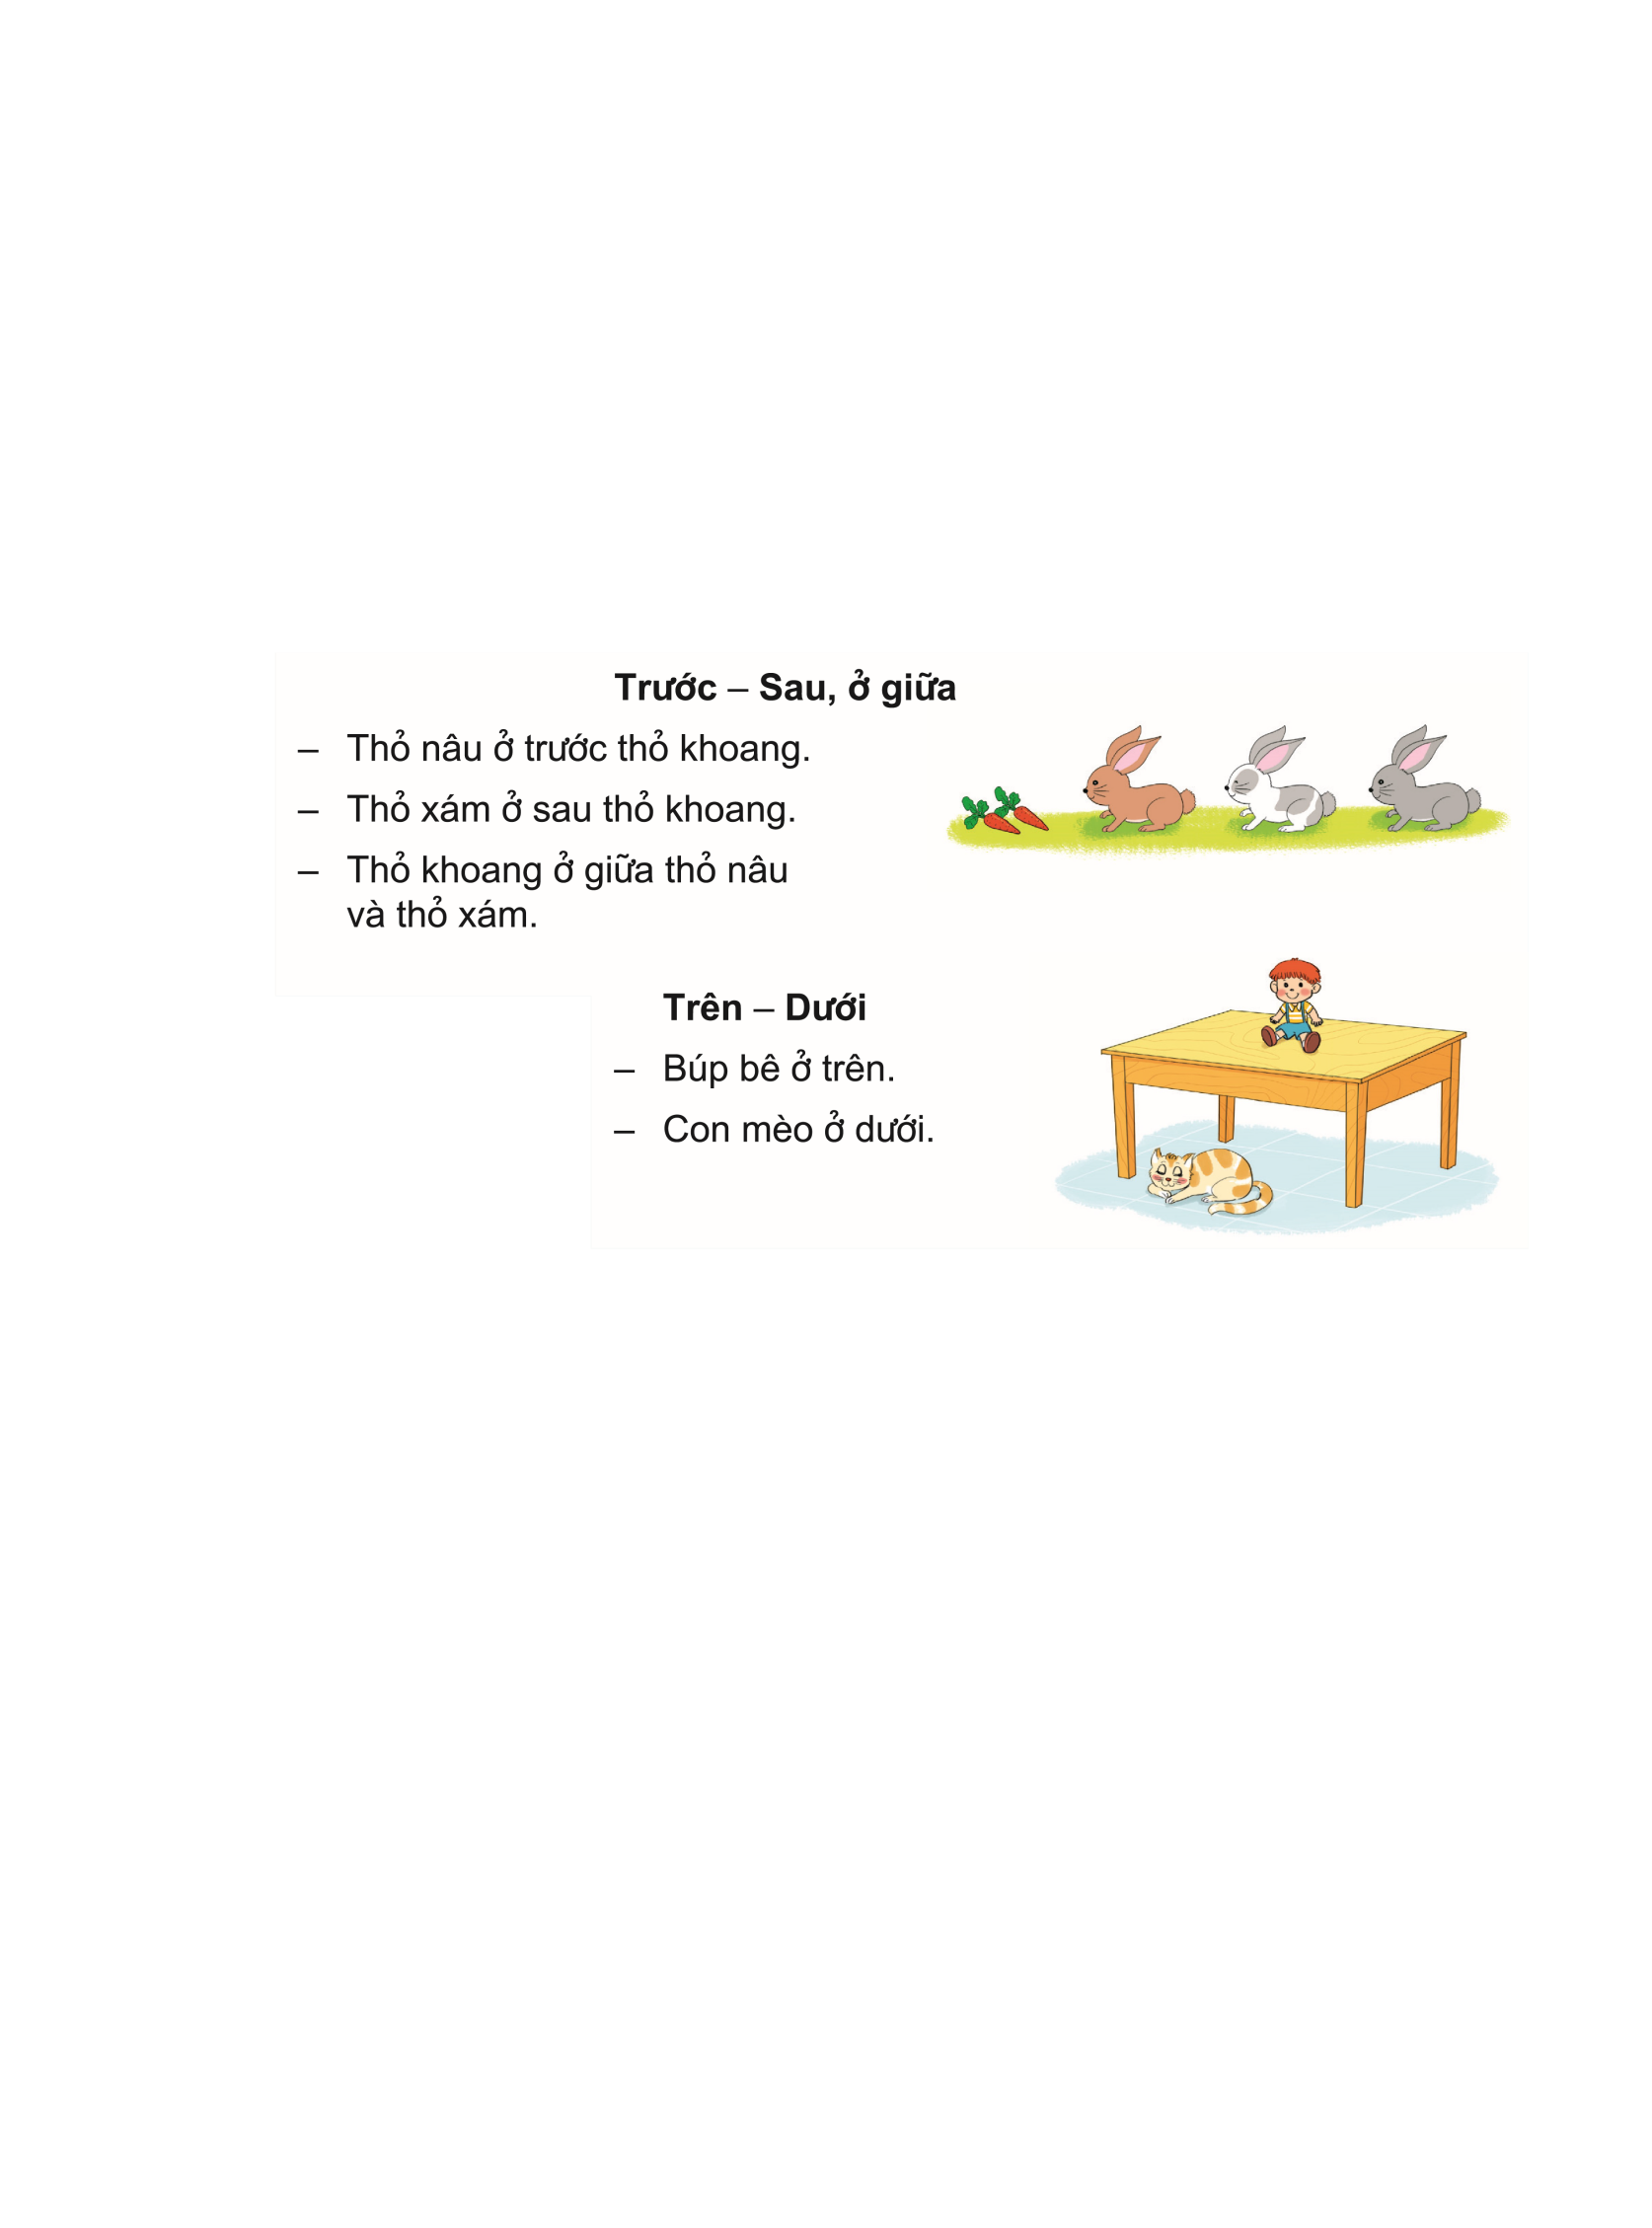 Trước – Sau, ở giữa
– Thỏ nâu ở trước thỏ khoang.
– Thỏ xám ở sau thỏ khoang.
– Thỏ khoang ở giữa thỏ nâu
và thỏ xám.
Trên – Dưới
– Búp bê ở trên.
– Con mèo ở dưới.